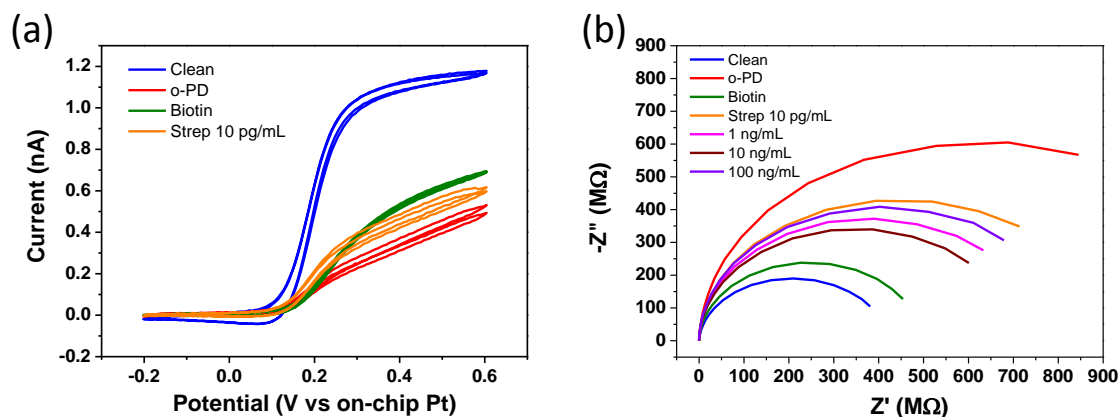 (a)
Current (nA)
1.2
1.0
0.8
0.6
0.4
0.2
0.0
-0.2
Clean
o-PD
Biotin
Strep 10 pg/mL
-0.2 0.0 0.2 0.4 0.6
Potential (V vs on-chip Pt)
(b)
-Z" (MΩ)
900
800
700
600
500
400
300
200
100
0
Clean
o-PD
Biotin
Strep 10 pg/mL
1 ng/mL
10 ng/mL
100 ng/mL
0 100 200 300 400 500 600 700 800 900
Z' (MΩ)